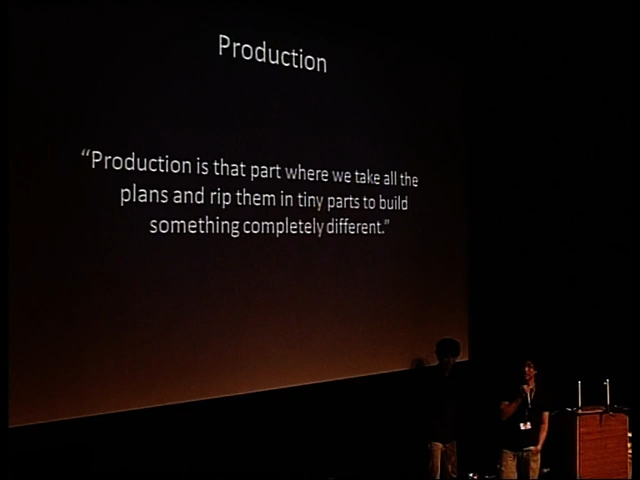 Production
“Production is that part where we take all the
plans and rip them in tiny parts to build
something completely different.”